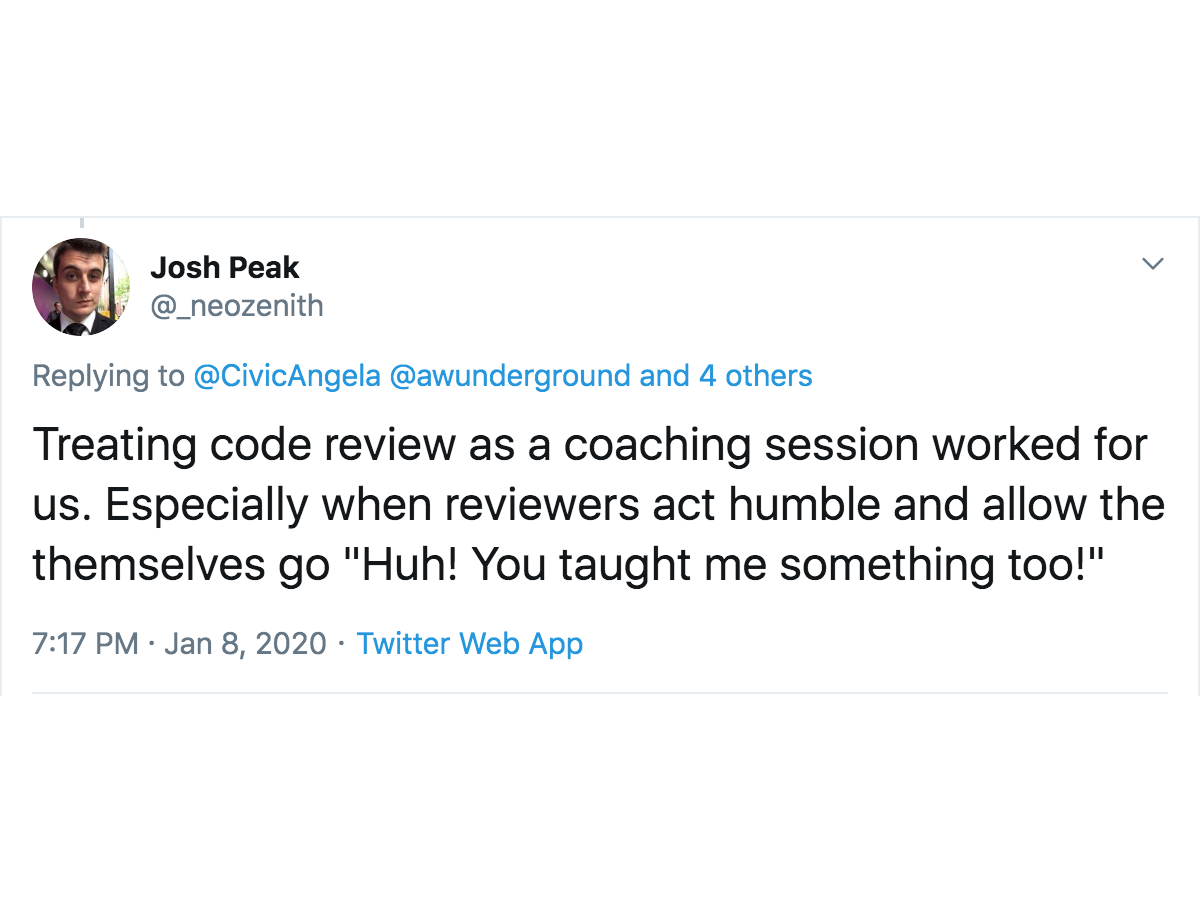 Josh Peak
@_neozenith
Replying to @CivicAngela @awunderground and 4 others
Treating code review as a coaching session worked for
us. Especially when reviewers act humble and allow the
themselves go "Huh! You taught me something too!"
7:17 PM · Jan 8, 2020 · Twitter Web App